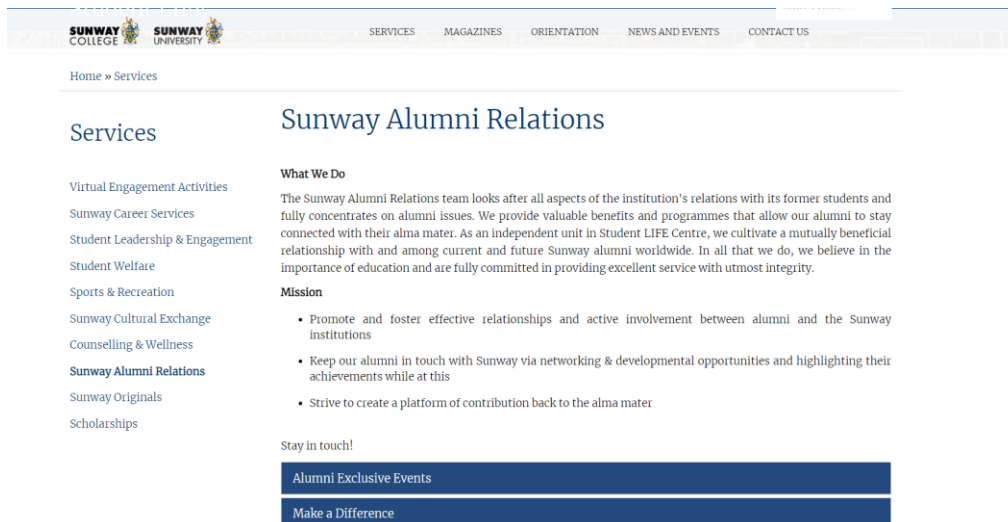 SUNWAY COLLEGE
SUNWAY UNIVERSITY
SERVICES MAGAZINES ORIENTATION NEWS AND EVENTS CONTACT US
Home » Services
Services
Virtual Engagement Activities
Sunway Career Services
Student Leadership & Engagement
Student Welfare
Sports & Recreation
Sunway Cultural Exchange
Counselling & Wellness
Sunway Alumni Relations
Sunway Originals
Scholarships
Sunway Alumni Relations
What We Do
The Sunway Alumni Relations team looks after all aspects of the institution's relations with its former students and
fully concentrates on alumni issues. We provide valuable benefits and programmes that allow our alumni to stay
connected with their alma mater. As an independent unit in Student LIFE Centre, we cultivate a mutually beneficial
relationship with and among current and future Sunway alumni worldwide. In all that we do, we believe in the
importance of education and are fully committed in providing excellent service with utmost integrity.
Mission
• Promote and foster effective relationships and active involvement between alumni and the Sunway
institutions
• Keep our alumni in touch with Sunway via networking & developmental opportunities and highlighting their
achievements while at this
• Strive to create a platform of contribution back to the alma mater
Stay in touch!
Alumni Exclusive Events
Make a Difference